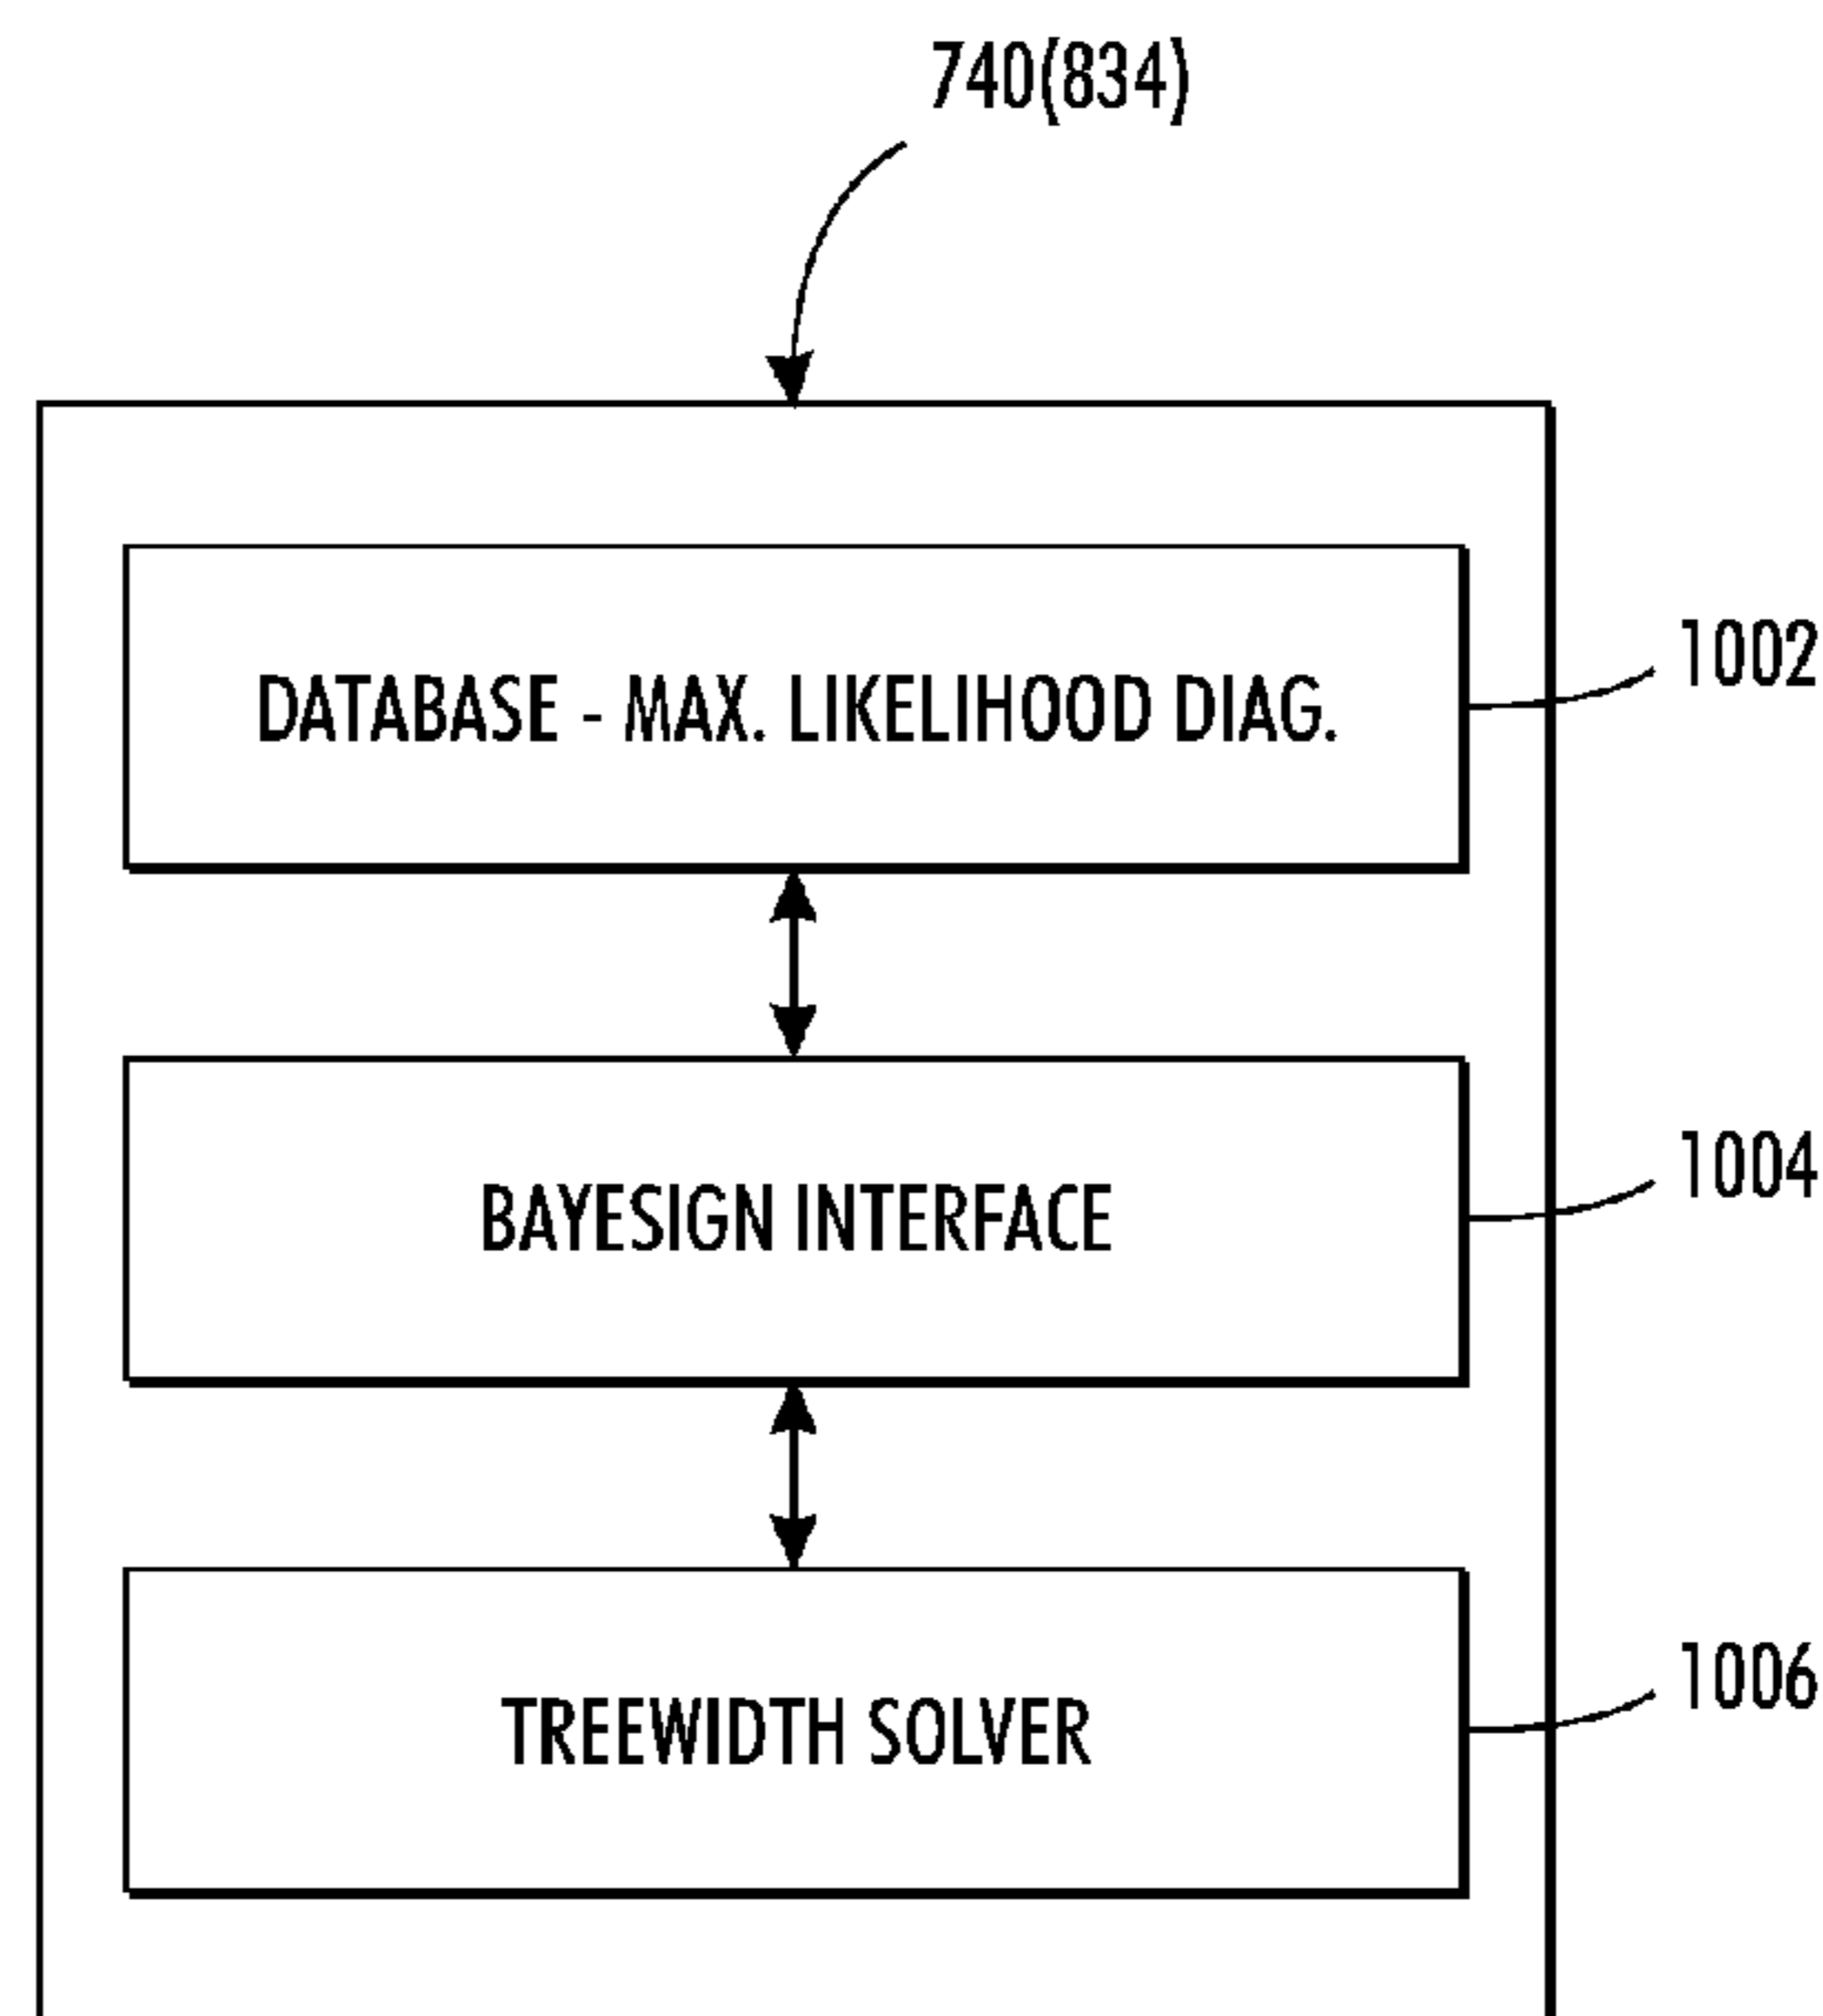 740(834)
DATABASE - MAX. LIKELIHOOD DIAG.
1002
BAYESIGN INTERFACE
1004
TREEWIDTH SOLVER
1006